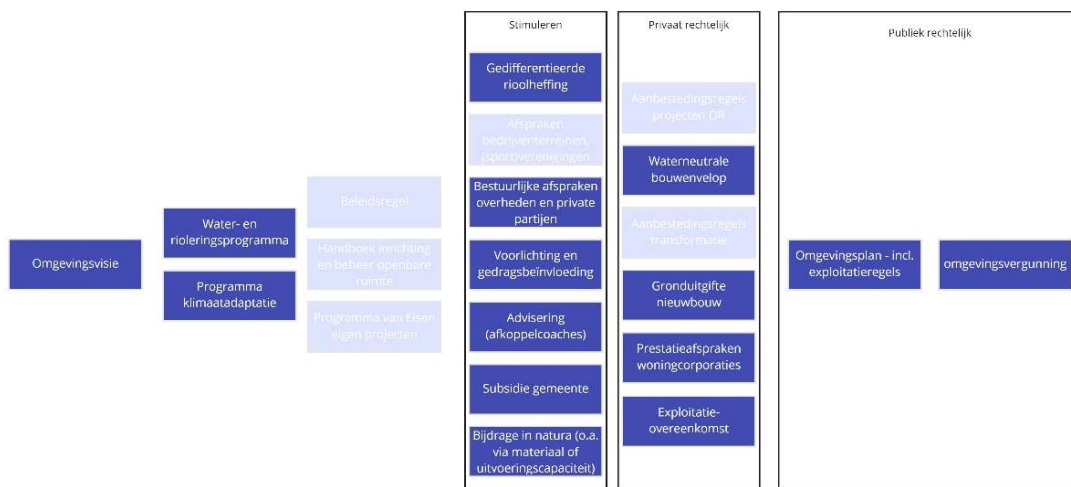 Stimuleren
Privaat rechtelijk
Publiek rechtelijk
Omgevingsvisie
Water- en
rioleringsprogramma
Programma
klimaatadaptatie
Beleidsregel
Handboek inrichting
en beheer openbare
ruimte
Programma van Eisen
eigen projecten
Gedifferentieerde
rioolheffing
Afspraken
bedrijventerreinen,
(sport)verenigingen
Bestuurlijke afspraken
overheden en private
partijen
Voorlichting en
gedragsbeïnvloeding
Advisering
(afkoppelcoaches)
Subsidie gemeente
Bijdrage in natura (o.a.
via materiaal of
uitvoeringscapaciteit)
Aanbestedingsregels
projecten OR
Waterneutrale
bouwenvelop
Aanbestedingsregels
transformatie
Gronduitgifte
nieuwbouw
Prestatieafspraken
woningcorporaties
Exploitatie-
overeenkomst
Omgevingsplan - incl.
exploitatieregels
omgevingsvergunning